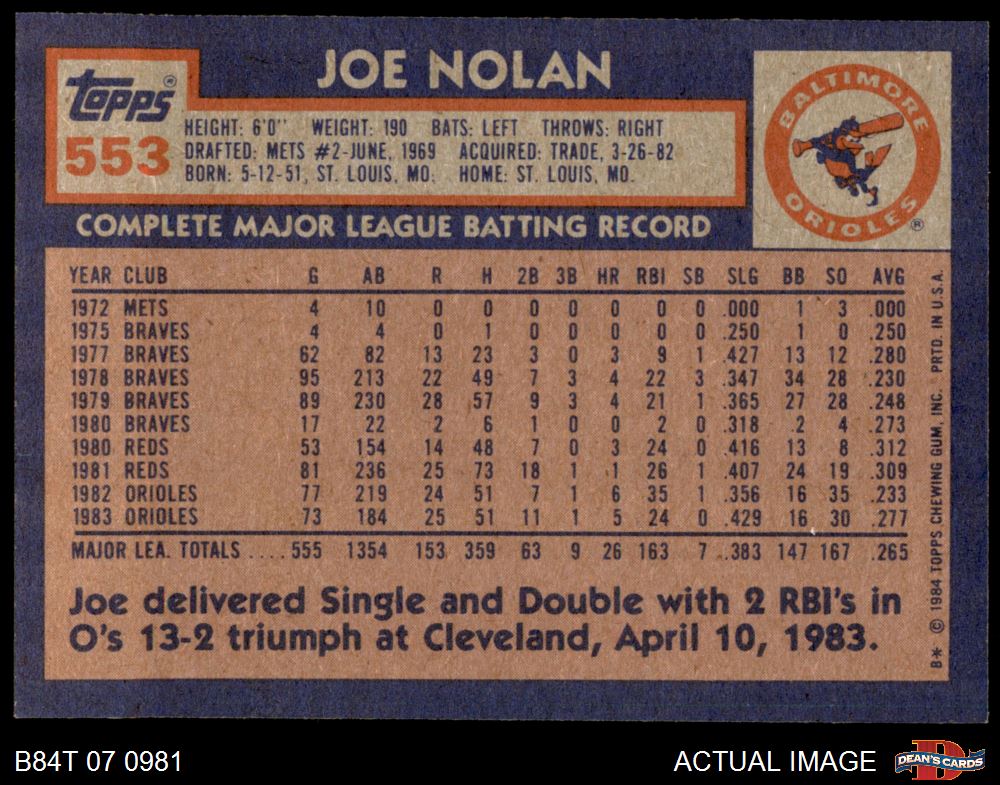 JOE NOLAN
Topps®
553
HEIGHT: 6'0" WEIGHT: 190 BATS: LEFT THROWS: RIGHT
DRAFTED: METS #2-JUNE, 1969 ACQUIRED: TRADE, 3-26-82
BORN: 5-12-51, ST. LOUIS, MO. HOME: ST. LOUIS, MO.
BALTIMORE
ORIOLES®
COMPLETE MAJOR LEAGUE BATTING RECORD
YEAR CLUB G AB R H 2B 3B HR RBI SB SLG BB SO AVG
1972 METS 4 10 0 0 0 0 0 0 0 .000 1 3 .000
1975 BRAVES 4 4 0 1 0 0 0 0 0 .250 1 0 .250
1977 BRAVES 62 82 13 23 3 0 3 9 1 .427 13 12 .280
1978 BRAVES 95 213 22 49 7 3 4 22 3 .347 34 28 .230
1979 BRAVES 89 230 28 57 9 3 4 21 1 .365 27 28 .248
1980 BRAVES 17 22 2 6 1 0 0 2 0 .318 2 4 .273
1980 REDS 53 154 14 48 7 0 3 24 0 .416 13 8 .312
1981 REDS 81 236 25 73 18 1 1 26 1 .407 24 19 .309
1982 ORIOLES 77 219 24 51 7 1 6 35 1 .356 16 35 .233
1983 ORIOLES 73 184 25 51 11 1 5 24 0 .429 16 30 .277
MAJOR LEA. TOTALS .... 555 1354 153 359 63 9 26 163 7 .383 147 167 .265
Joe delivered Single and Double with 2 RBI's in
O's 13-2 triumph at Cleveland, April 10, 1983.
B* © 1984 TOPPS CHEWING GUM, INC. PRTD. IN U.S.A.
B84T 07 0981
ACTUAL IMAGE
D
DEAN'S CARDS